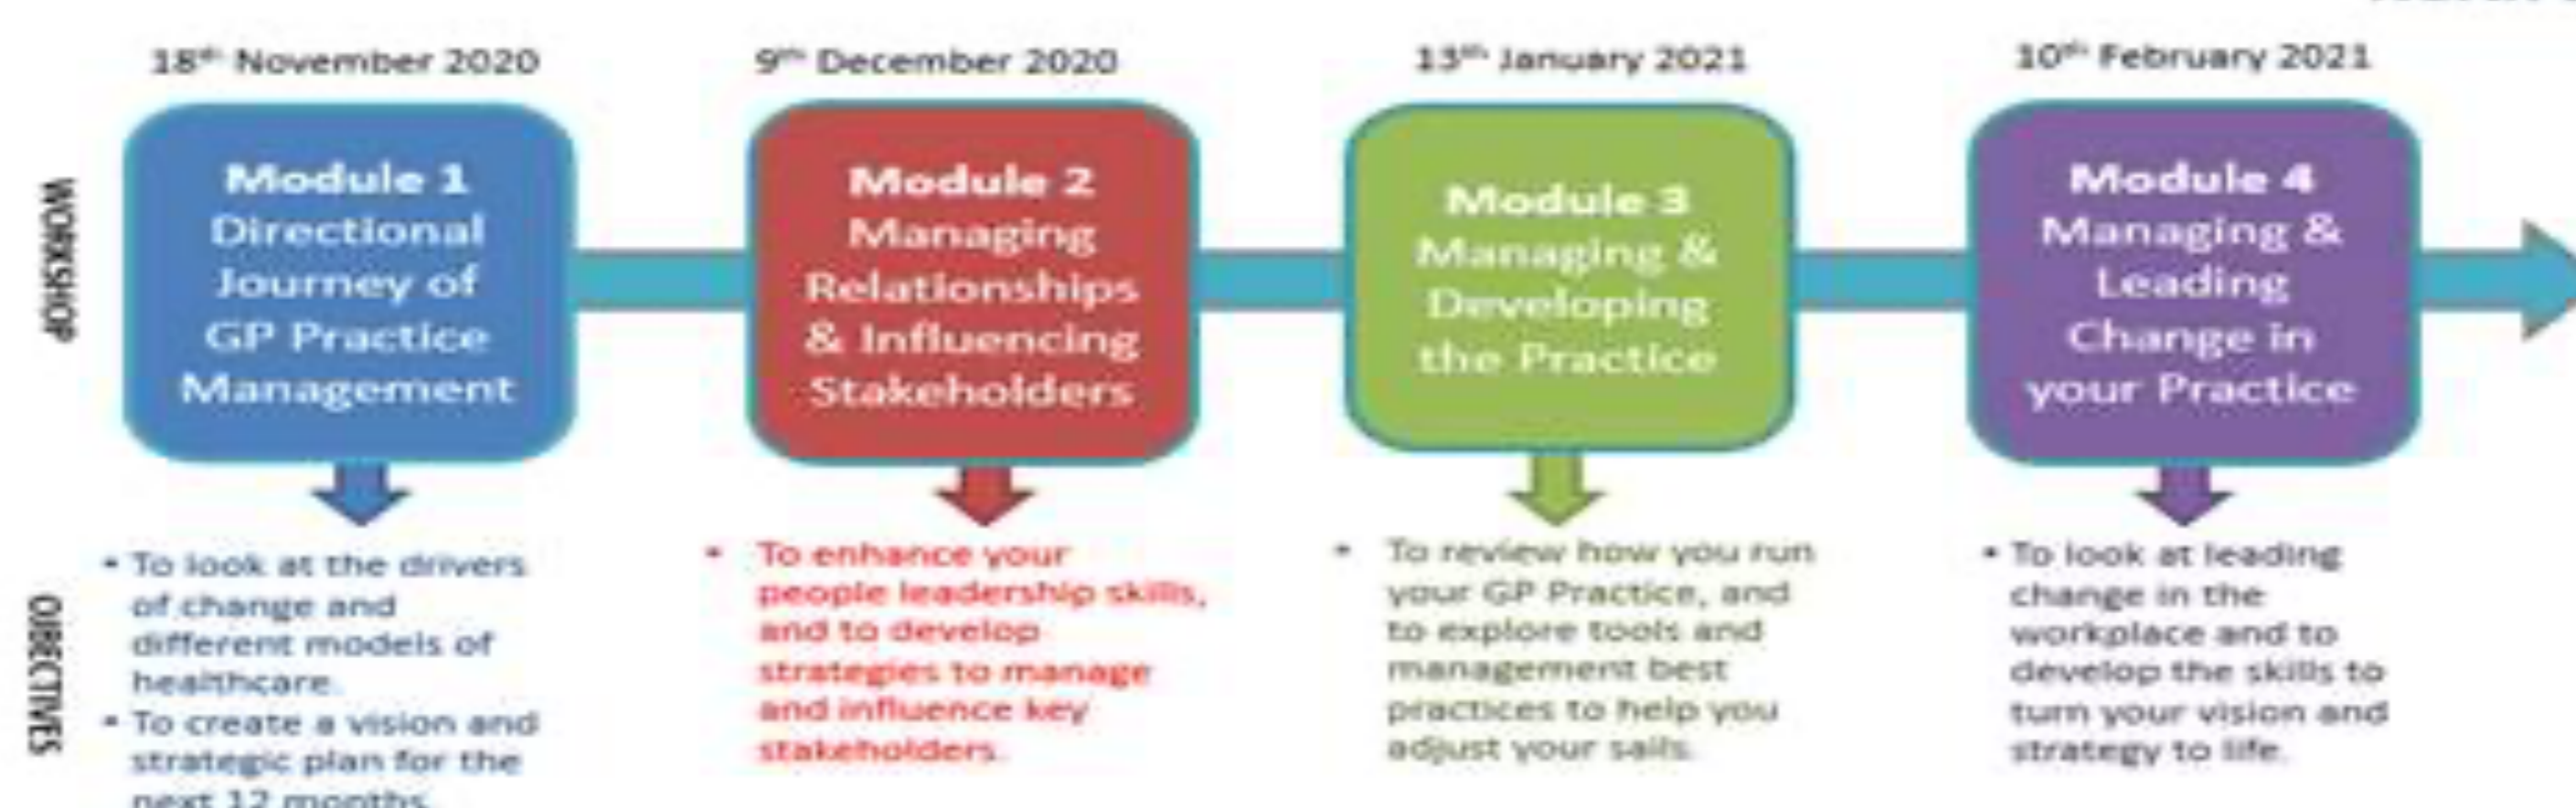 18th November 2020
9th December 2020
13th January 2021
10th February 2021
WORKSHOP
Module 1
Directional
Journey of
GP Practice
Management
Module 2
Managing
Relationships
& Influencing
Stakeholders
Module 3
Managing &
Developing
the Practice
Module 4
Managing &
Leading
Change in
your Practice
OBJECTIVES
• To look at the drivers
of change and
different models of
healthcare.
• To create a vision and
strategic plan for the
next 12 months.
• To enhance your
people leadership skills,
and to develop
strategies to manage
and influence key
stakeholders.
• To review how you run
your GP Practice, and
to explore tools and
management best
practices to help you
adjust your sails.
• To look at leading
change in the
workplace and to
develop the skills to
turn your vision and
strategy to life.